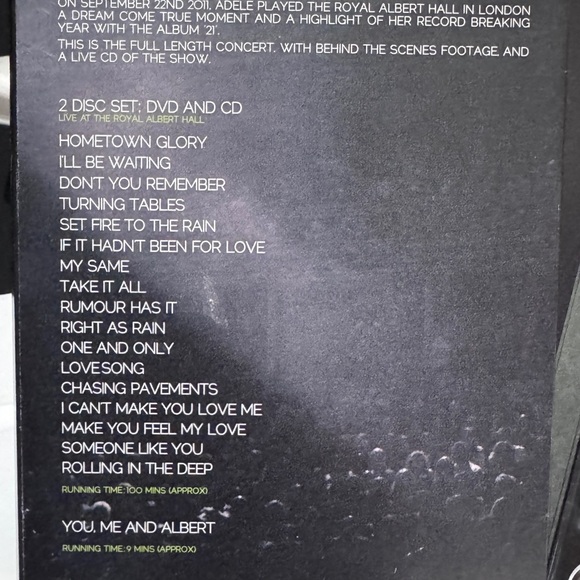 ON SEPTEMBER 22ND 2011, ADELE PLAYED THE ROYAL ALBERT HALL IN LONDON
A DREAM COME TRUE MOMENT AND A HIGHLIGHT OF HER RECORD BREAKING
YEAR WITH THE ALBUM '21'.
THIS IS THE FULL LENGTH CONCERT, WITH BEHIND THE SCENES FOOTAGE AND
A LIVE CD OF THE SHOW.
2 DISC SET: DVD AND CD
LIVE AT THE ROYAL ALBERT HALL
HOMETOWN GLORY
I'LL BE WAITING
DON'T YOU REMEMBER
TURNING TABLES
SET FIRE TO THE RAIN
IF IT HADN'T BEEN FOR LOVE
MY SAME
TAKE IT ALL
RUMOUR HAS IT
RIGHT AS RAIN
ONE AND ONLY
LOVESONG
CHASING PAVEMENTS
I CAN'T MAKE YOU LOVE ME
MAKE YOU FEEL MY LOVE
SOMEONE LIKE YOU
ROLLING IN THE DEEP
RUNNING TIME: 100 MINS (APPROX)
YOU, ME AND ALBERT
RUNNING TIME: 9 MINS (APPROX)